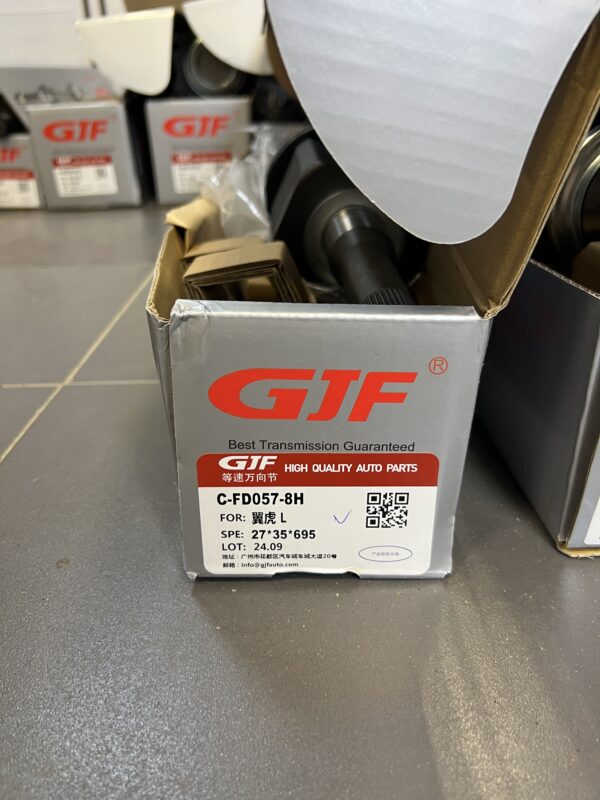 GJF
GJF
GJF ®
Best Transmission Guaranteed
GJF HIGH QUALITY AUTO PARTS
等速万向节
C-FD057-8H
FOR: 翼虎 L
SPE: 27*35*695
LOT: 24.09
地址: 广州市花都区汽车城车城大道20号
邮箱: info@gjfauto.com